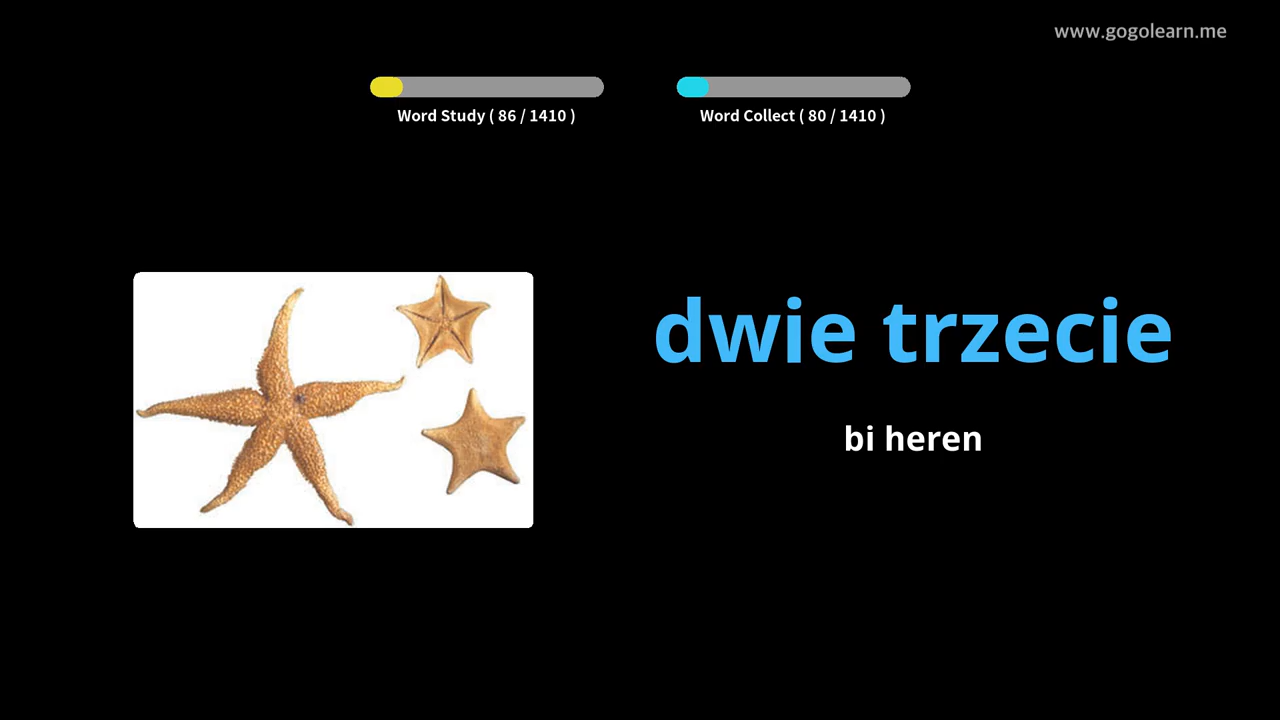 www.gogolearn.me
Word Study ( 86 / 1410 )
Word Collect ( 80 / 1410 )
dwie trzecie
bi heren